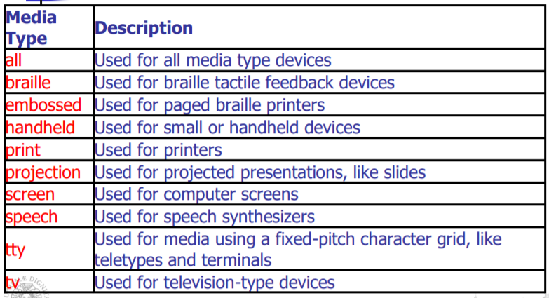 Media Type Description
all Used for all media type devices
braille Used for braille tactile feedback devices
embossed Used for paged braille printers
handheld Used for small or handheld devices
print Used for printers
projection Used for projected presentations, like slides
screen Used for computer screens
speech Used for speech synthesizers
tty Used for media using a fixed-pitch character grid, like
teletypes and terminals
tv Used for television-type devices